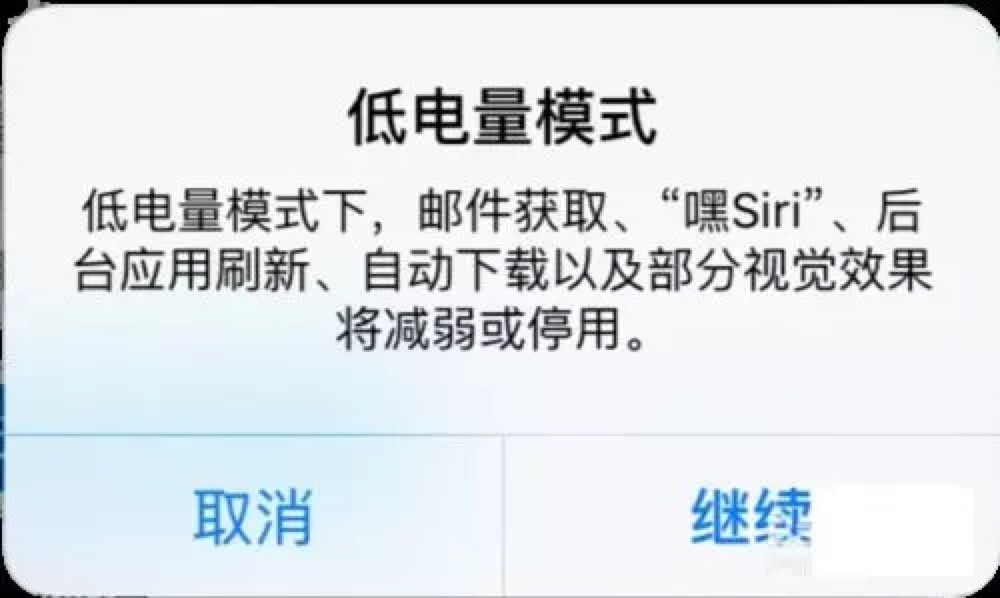 低电量模式
低电量模式下，邮件获取、“嘿Siri”、后
台应用刷新、自动下载以及部分视觉效果
将减弱或停用。
取消
继续